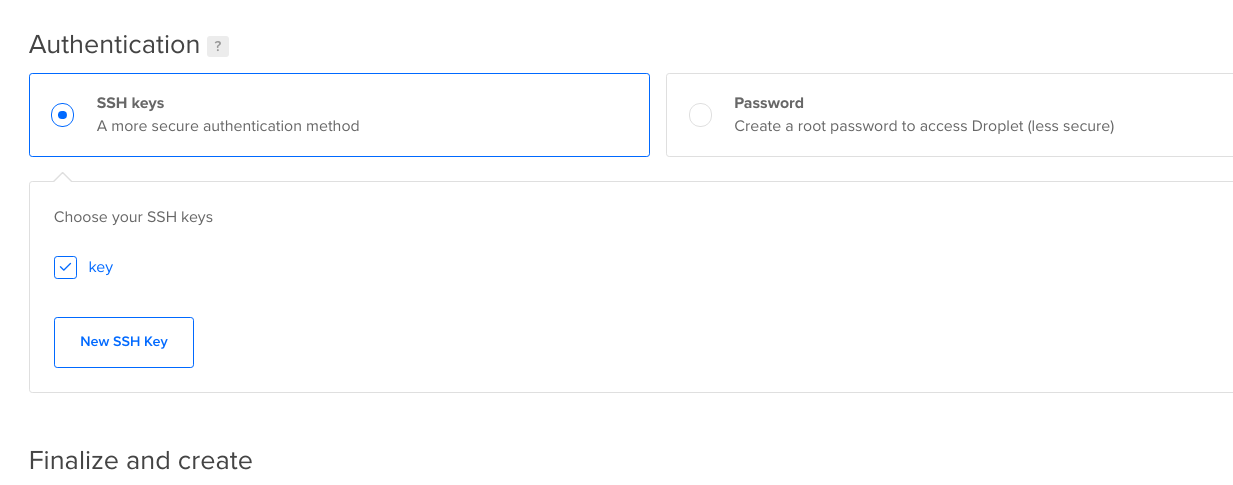 Authentication ?
SSH keys
A more secure authentication method
Password
Create a root password to access Droplet (less secure)
Choose your SSH keys
key
New SSH Key
Finalize and create